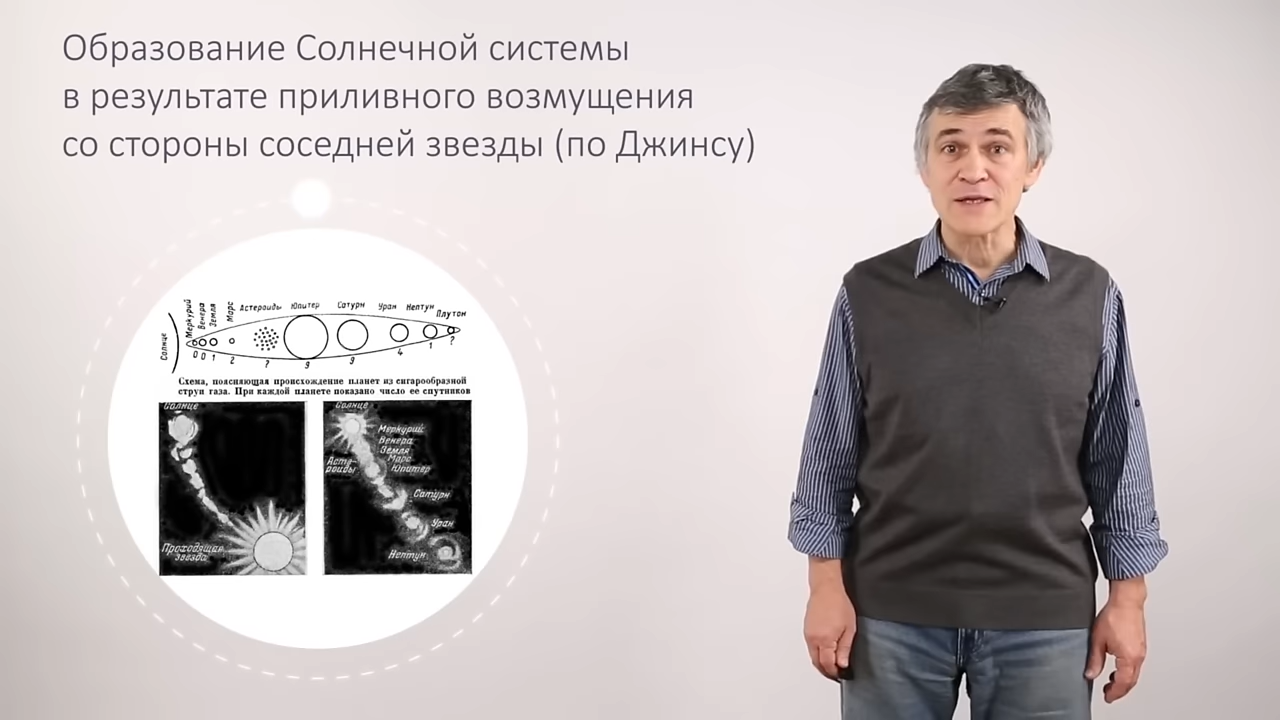 Образование Солнечной системы
в результате приливного возмущения
со стороны соседней звезды (по Джинсу)
Солнце
Меркурий
Венера
Земля
Марс
Астероиды
Юпитер
Сатурн
Уран
Нептун
Плутон
0 0 1 2 ? 9 9 4 1 ?
Схема, поясняющая происхождение планет из сигарообразной
струи газа. При каждой планете показано число ее спутников
Солнце
Проходящая
звезда
Солнце
Меркурий
Венера
Земля
Марс
Юпитер
Асте-
роиды
Сатурн
Уран
Нептун